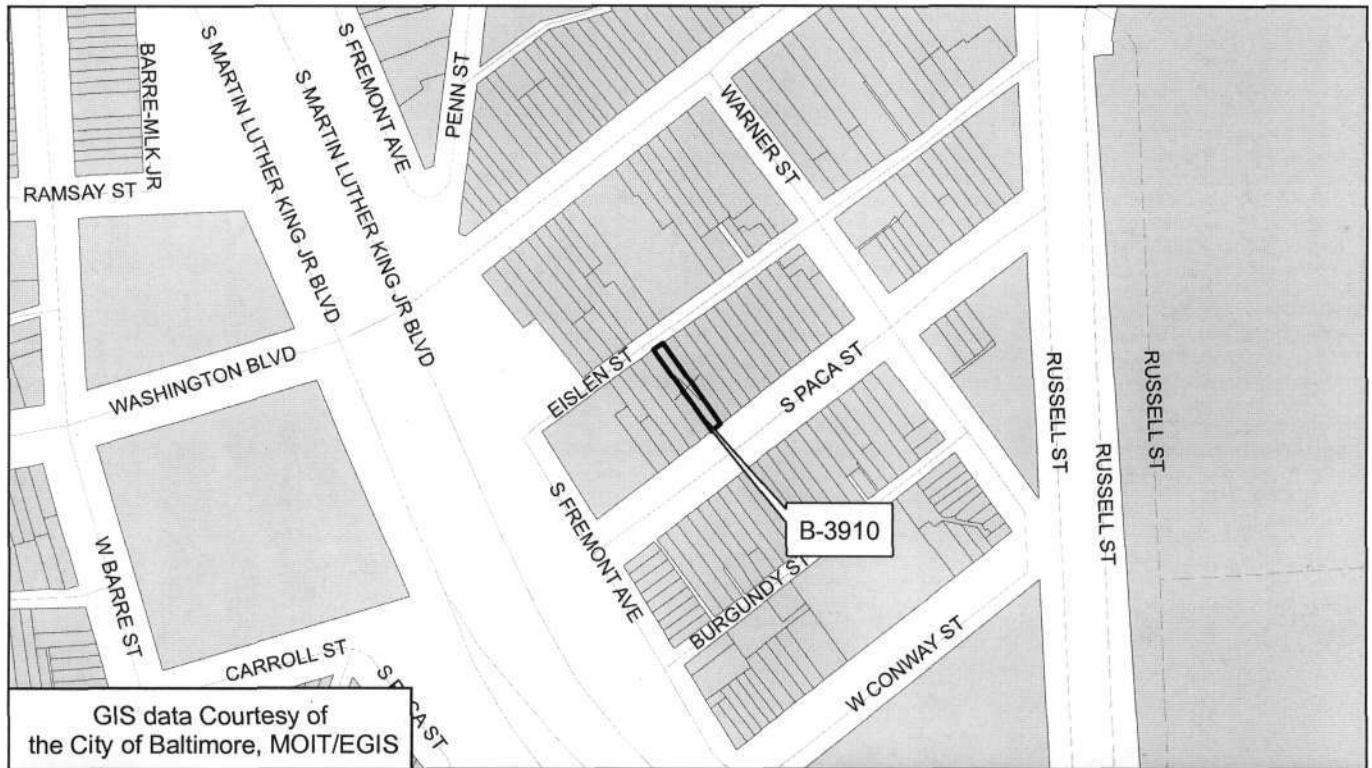 BARRE-MLK JR
S MARTIN LUTHER KING JR BLVD
S MARTIN LUTHER KING JR BLVD
S FREMONT AVE
PENN ST
WARNER ST
RAMSAY ST
WASHINGTON BLVD
EISLEN ST
S PACA ST
RUSSELL ST
RUSSELL ST
RUSSELL ST
B-3910
S FREMONT AVE
BURGUNDY ST
W BARRE ST
CARROLL ST
S PACA ST
W CONWAY ST
GIS data Courtesy of
the City of Baltimore, MOIT/EGIS